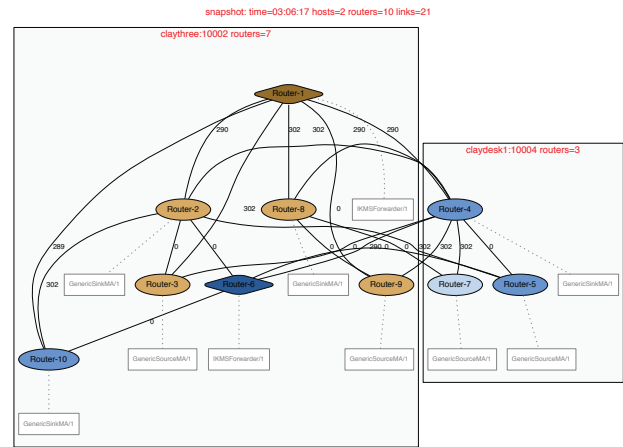 snapshot: time=03:06:17 hosts=2 routers=10 links=21
claythree:10002 routers=7
Router-1
290
302
302
290
290
claydesk1:10004 routers=3
Router-2
Router-8
302
0
IKMSForwarder/1
Router-4
289
0
0
0
0
290
0
302
302
302
0
302
GenericSinkMA/1
Router-3
Router-6
GenericSinkMA/1
Router-9
Router-7
Router-5
GenericSinkMA/1
0
Router-10
GenericSourceMA/1
IKMSForwarder/1
GenericSourceMA/1
GenericSourceMA/1
GenericSourceMA/1
GenericSinkMA/1